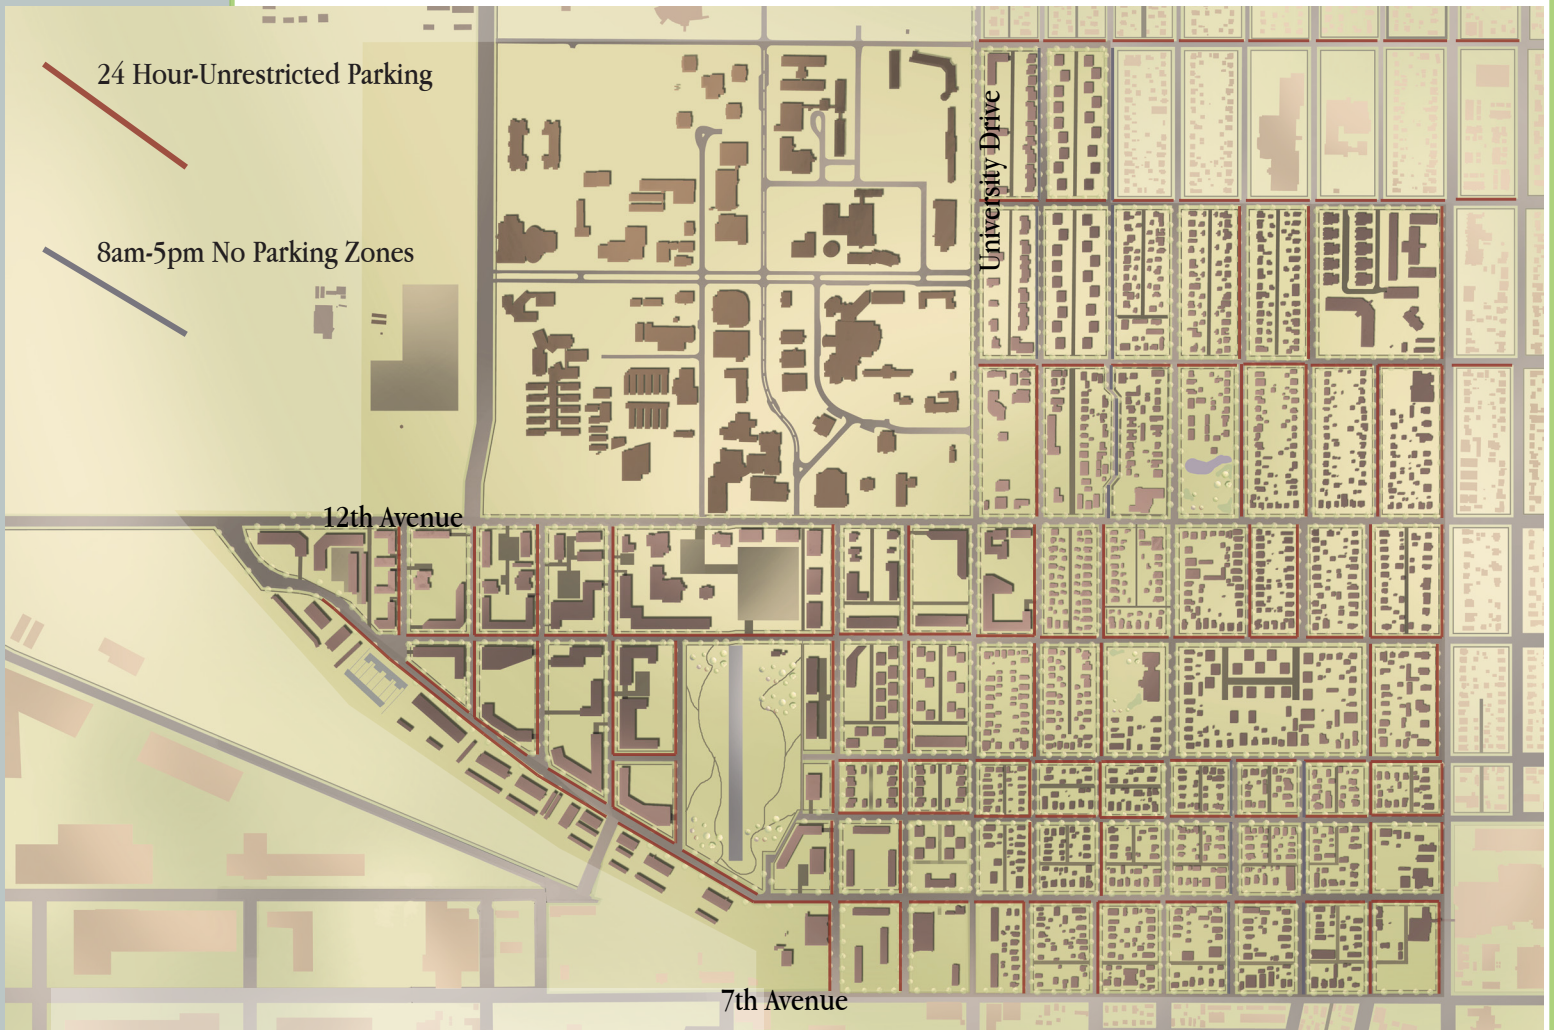 24 Hour-Unrestricted Parking
University Drive
8am-5pm No Parking Zones
12th Avenue
7th Avenue